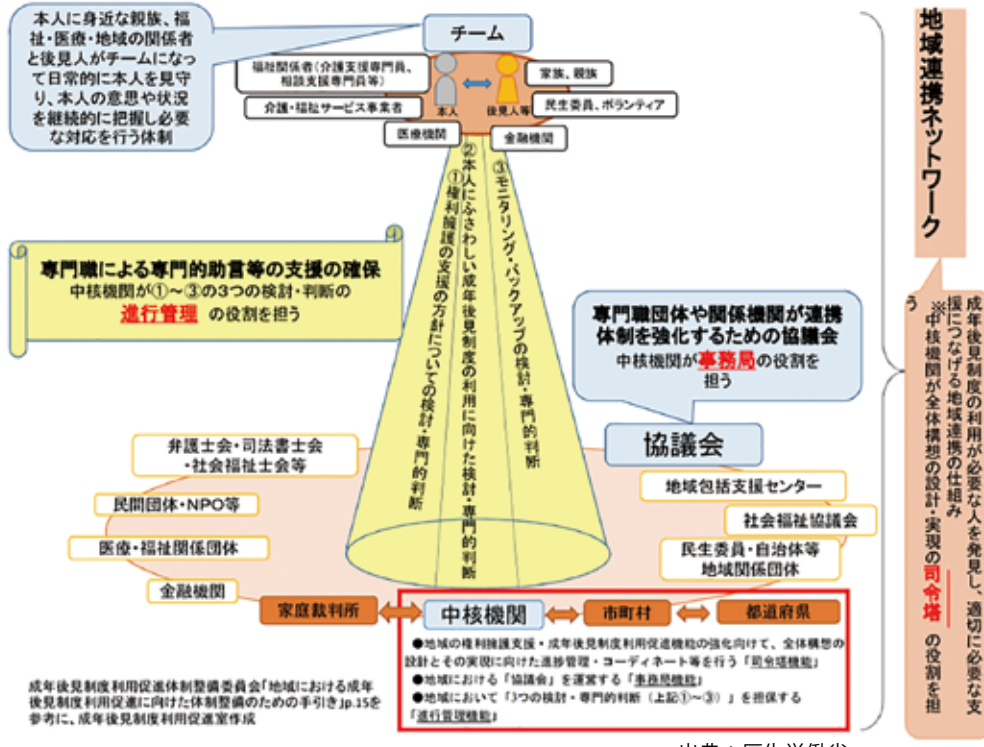 本人に身近な親族、福
祉・医療・地域の関係者
と後見人がチームになっ
て日常的に本人を見守
り、本人の意思や状況
を継続的に把握し必要
な対応を行う体制
チーム
福祉関係者(介護支援専門員、
相談支援専門員等)
介護・福祉サービス事業者
医療機関
本人
後見人等
家族、親族
民生委員、ボランティア
金融機関
①権利擁護の支援の方針についての検討・専門的判断
②本人にふさわしい成年後見制度の利用に向けた検討・専門的判断
③モニタリング・バックアップの検討・専門的判断
専門職による専門的助言等の支援の確保
中核機関が①～③の3つの検討・判断の
進行管理 の役割を担う
専門職団体や関係機関が連携
体制を強化するための協議会
中核機関が事務局の役割を
担う
協議会
弁護士会・司法書士会
・社会福祉士会等
民間団体・NPO等
医療・福祉関係団体
金融機関
地域包括支援センター
社会福祉協議会
民生委員・自治体等
地域関係団体
家庭裁判所
中核機関
市町村
都道府県
●地域の権利擁護支援・成年後見制度利用促進機能の強化向けて、全体構想の
設計とその実現に向けた進捗管理・コーディネート等を行う「司令塔機能」
●地域における「協議会」を運営する「事務局機能」
●地域において「3つの検討・専門的判断（上記①～③）」を担保する
「進行管理機能」
成年後見制度利用促進体制整備委員会「地域における成年
後見制度利用促進に向けた体制整備のための手引き」p.15を
参考に、成年後見制度利用促進室作成
地域連携ネットワーク
成年後見制度の利用が必要な人を発見し、適切に必要な支
援につなげる地域連携の仕組み
※中核機関が全体構想の設計・実現の司令塔 の役割を担
う